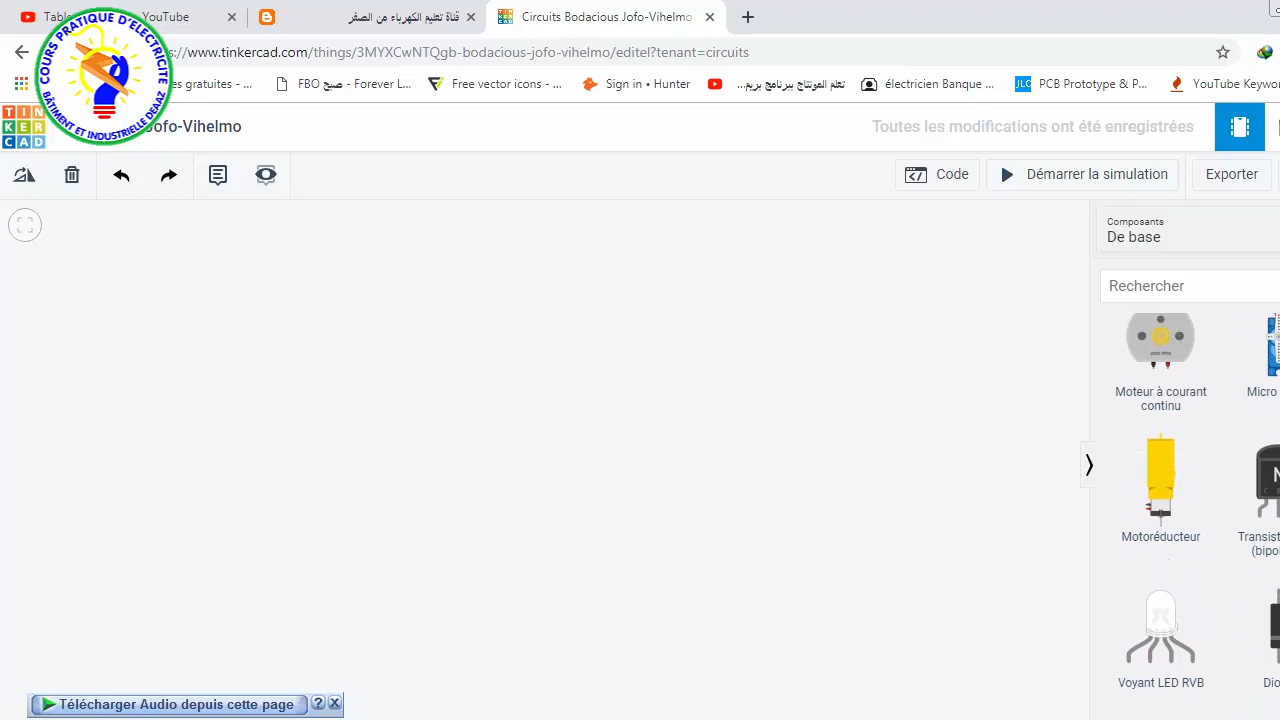 Table
YouTube
قناة تعليم الكهرباء من الصفر
Circuits Bodacious Jofo-Vihelmo
://www.tinkercad.com/things/3MYXCwNTQgb-bodacious-jofo-vihelmo/editel?tenant=circuits
es gratuites - ...
FBO صبح - Forever L...
Free vector icons - ...
Sign in • Hunter
تعلم المونتاج ببرنامج بريم...
électricien Banque ...
JLC PCB Prototype & P...
YouTube Keywo
COURS PRATIQUE D'ELECTRICITE
BÂTIMENT ET INDUSTRIELLE DEAAZ
TIN
KER
CAD
Jofo-Vihelmo
Toutes les modifications ont été enregistrées
Code
Démarrer la simulation
Exporter
Composants
De base
Rechercher
Moteur à courant
continu
Micro
Motoréducteur
Transist
(bipo
Voyant LED RVB
Dio
Télécharger Audio depuis cette page
?
X